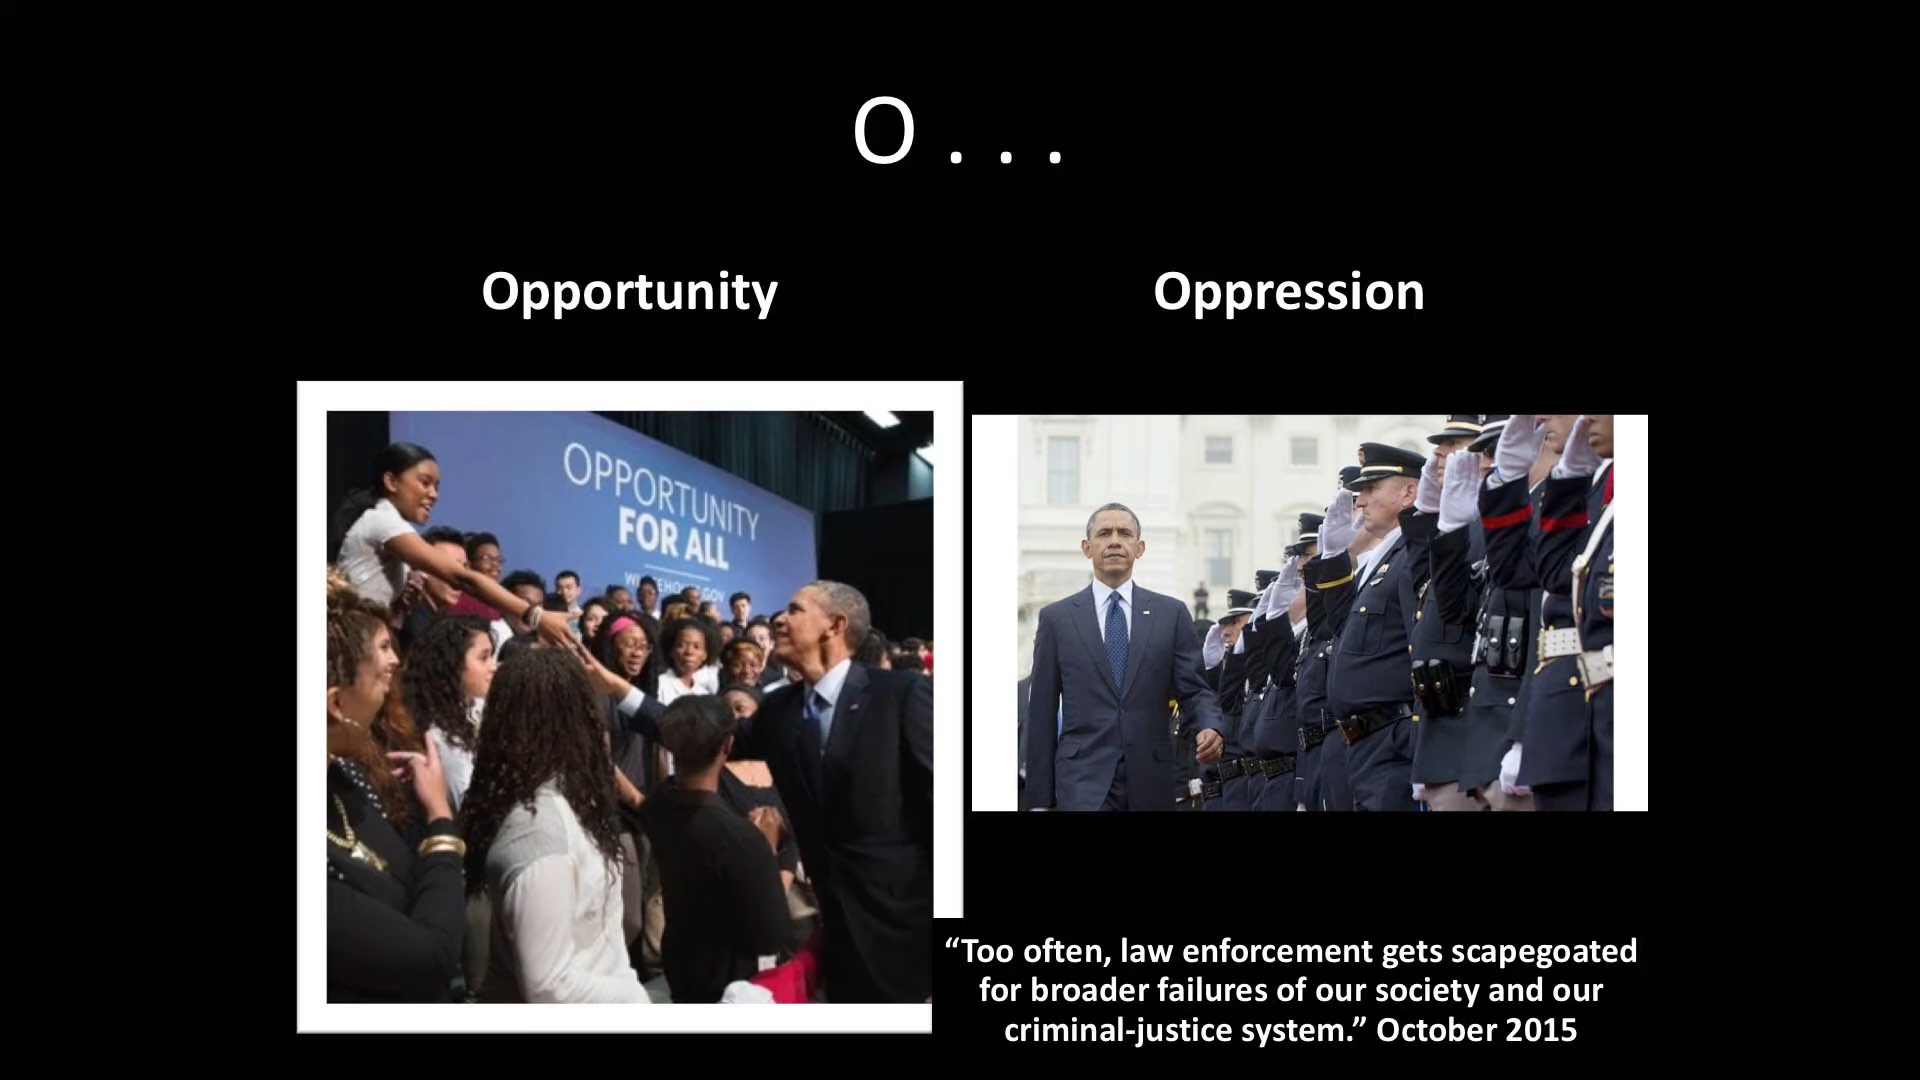 O . . .
Opportunity
Oppression
OPPORTUNITY
FOR ALL
“Too often, law enforcement gets scapegoated
for broader failures of our society and our
criminal-justice system.” October 2015